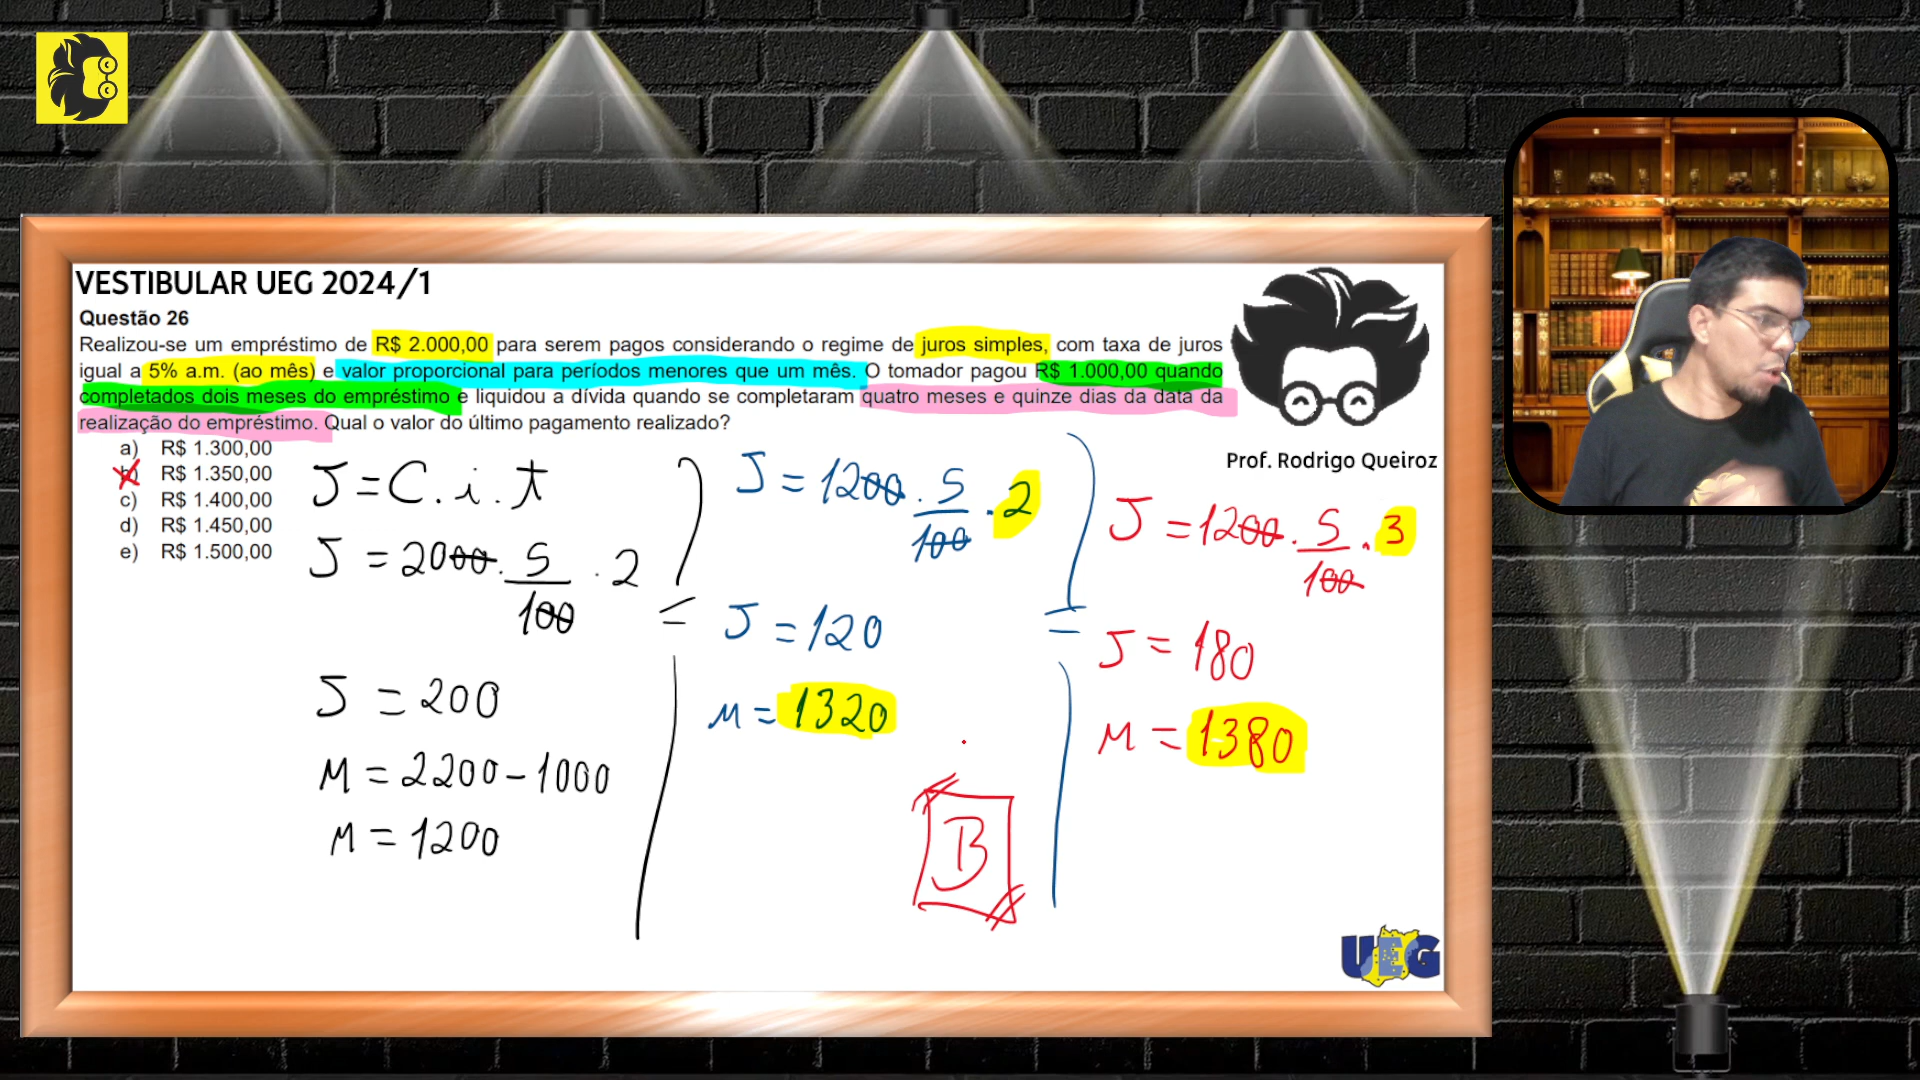 VESTIBULAR UEG 2024/1
Questão 26
Realizou-se um empréstimo de R$ 2.000,00 para serem pagos considerando o regime de juros simples, com taxa de juros
igual a 5% a.m. (ao mês) e valor proporcional para períodos menores que um mês. O tomador pagou R$ 1.000,00 quando
completados dois meses do empréstimo e liquidou a dívida quando se completaram quatro meses e quinze dias da data da
realização do empréstimo. Qual o valor do último pagamento realizado?
a) R$ 1.300,00
b) R$ 1.350,00
c) R$ 1.400,00
d) R$ 1.450,00
e) R$ 1.500,00
Prof. Rodrigo Queiroz
J = C . i . t
J = 2000 . 5/100 . 2
J = 200
M = 2200 - 1000
M = 1200
J = 1200 . 5/100 . 2
J = 120
M = 1320
J = 1200 . 5/100 . 3
J = 180
M = 1380
B
UEG